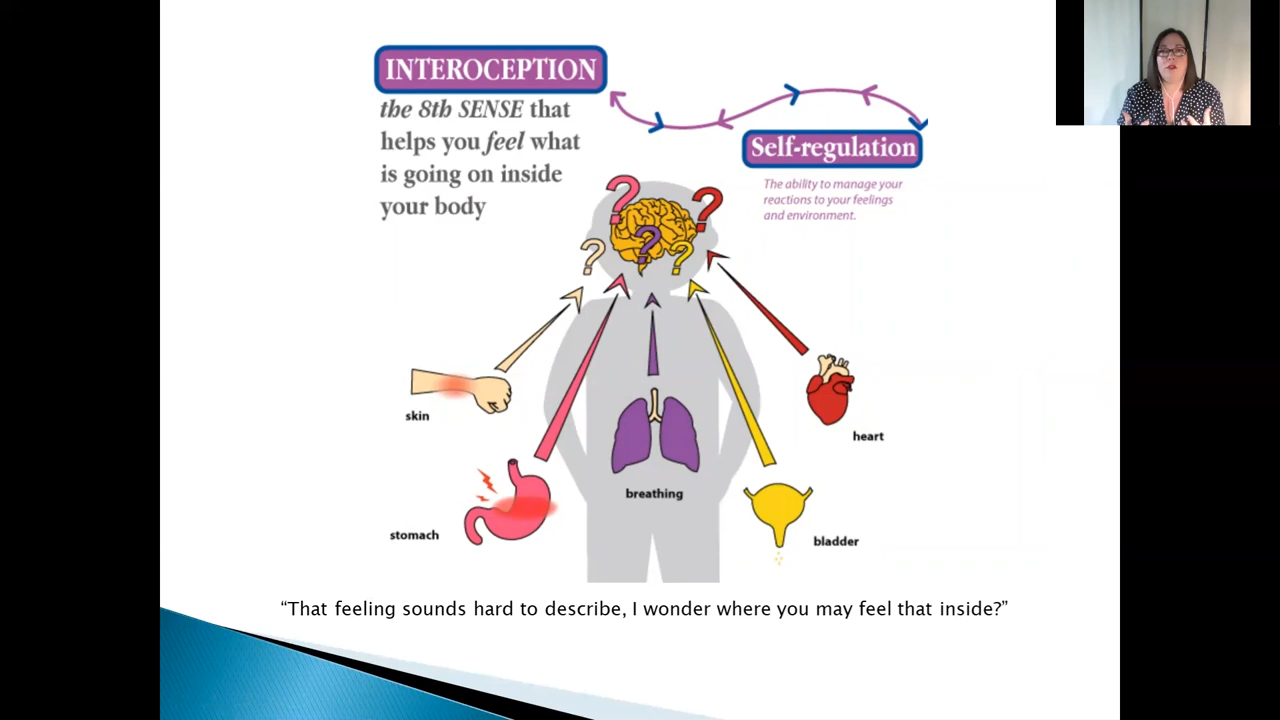 INTEROCEPTION
the 8th SENSE that
helps you feel what
is going on inside
your body
Self-regulation
The ability to manage your
reactions to your feelings
and environment.
? ? ? ? ?
skin
heart
breathing
stomach
bladder
“That feeling sounds hard to describe, I wonder where you may feel that inside?”